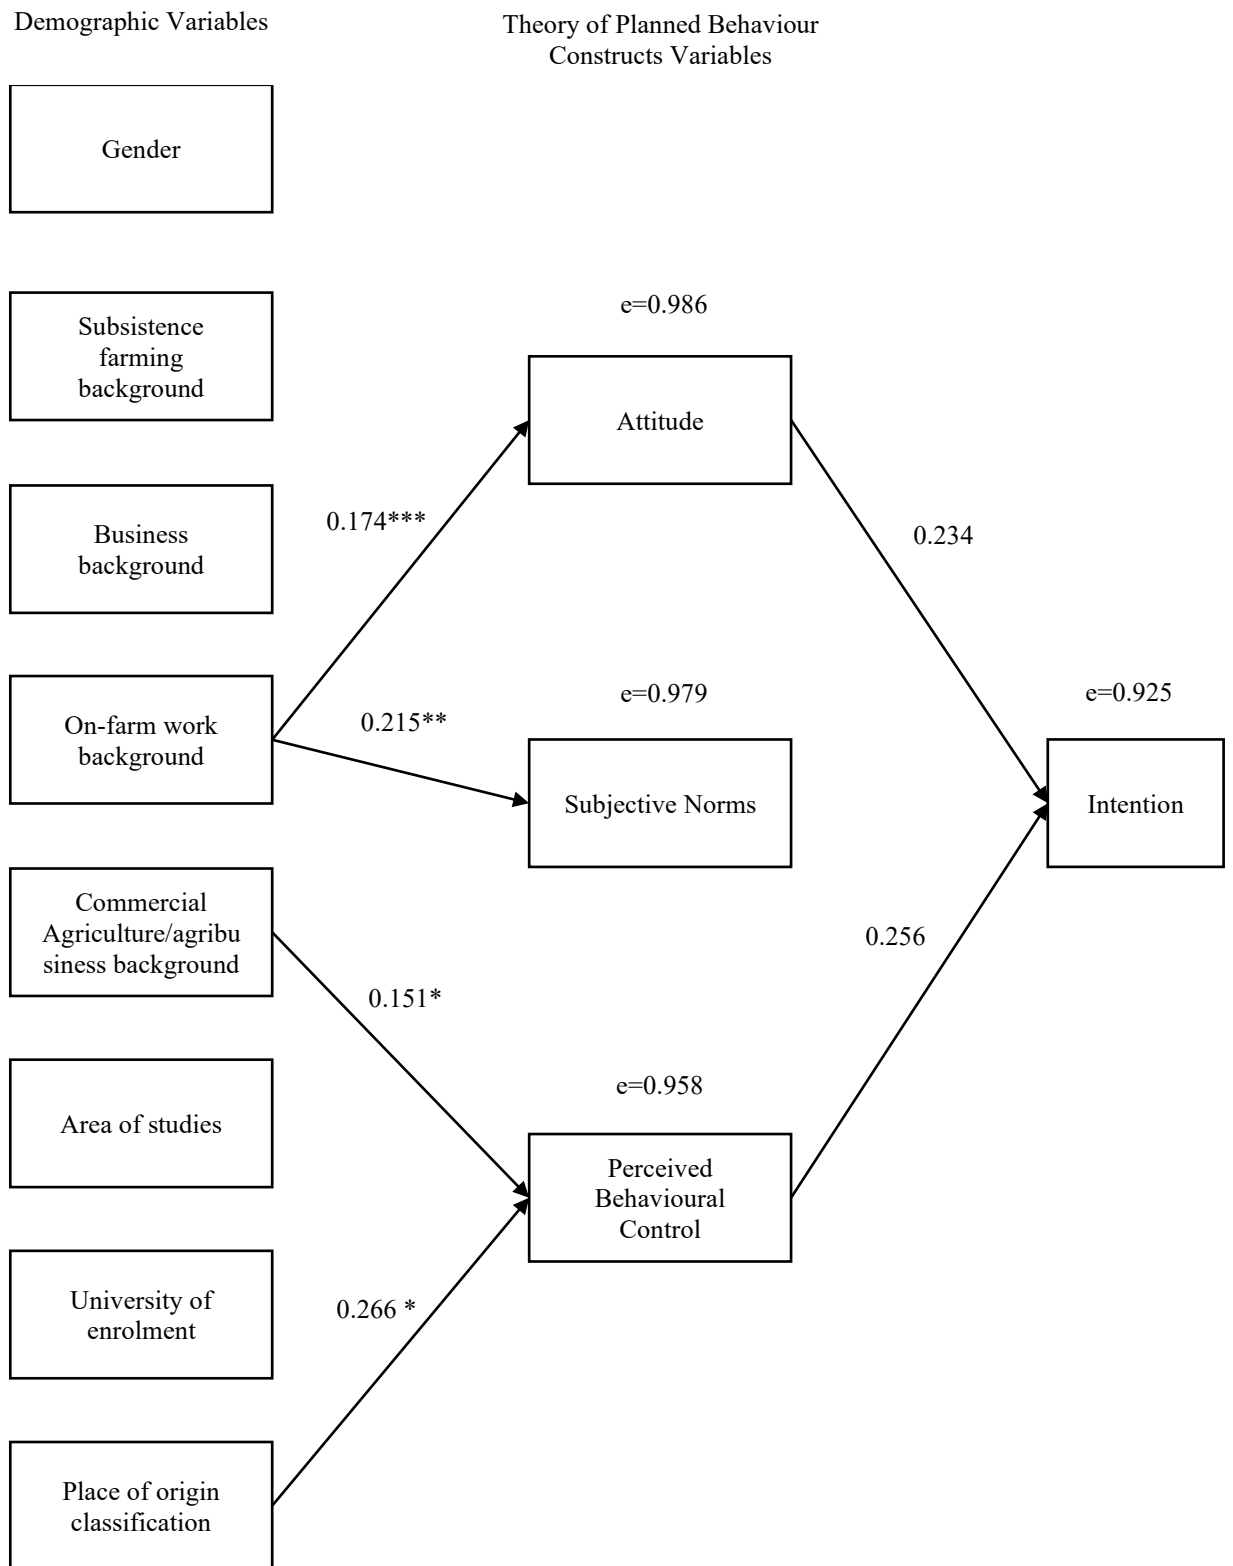 Demographic Variables
Theory of Planned Behaviour
Constructs Variables
Gender
Subsistence
farming
background
e=0.986
Attitude
Business
background
0.174***
0.234
On-farm work
background
0.215**
e=0.979
Subjective Norms
e=0.925
Intention
Commercial
Agriculture/agribu
siness background
0.151*
0.256
Area of studies
e=0.958
Perceived
Behavioural
Control
University of
enrolment
0.266 *
Place of origin
classification